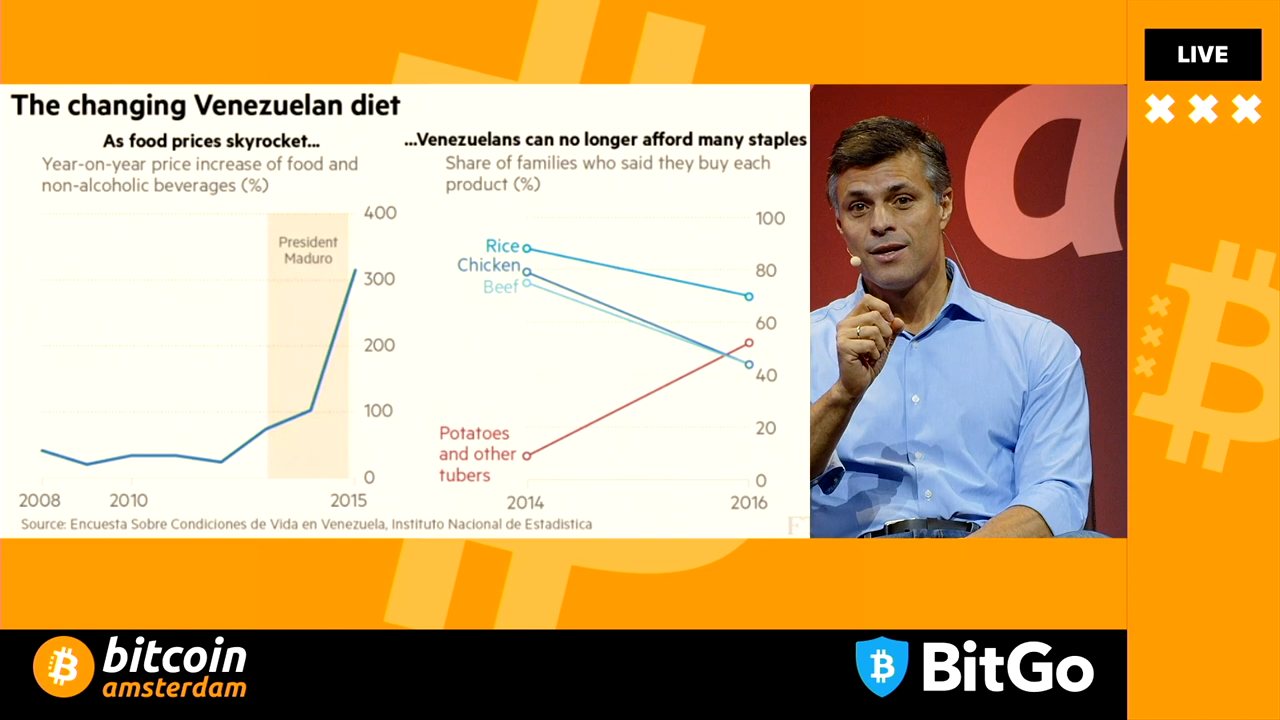 LIVE
The changing Venezuelan diet
As food prices skyrocket...
Year-on-year price increase of food and
non-alcoholic beverages (%)
400
300
200
100
0
President
Maduro
2008
2010
2015
...Venezuelans can no longer afford many staples
Share of families who said they buy each
product (%)
100
80
60
40
20
0
Rice
Chicken
Beef
Potatoes
and other
tubers
2014
2016
Source: Encuesta Sobre Condiciones de Vida en Venezuela, Instituto Nacional de Estadistica
a
bitcoin
amsterdam
BitGo